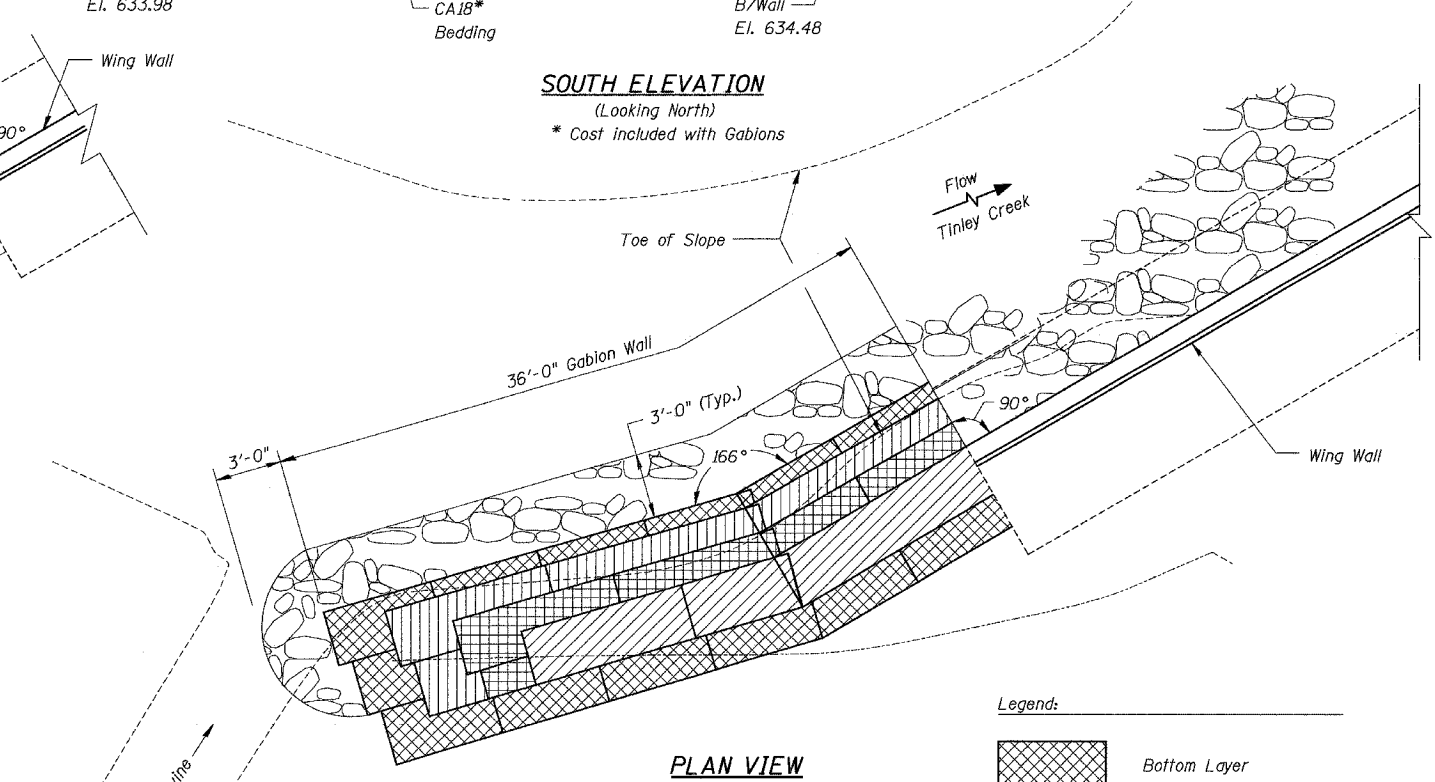 El. 633.98
CA18*
Bedding
B/Wall
El. 634.48
Wing Wall
SOUTH ELEVATION
(Looking North)
* Cost included with Gabions
90°
Flow
Tinley Creek
Toe of Slope
36'-0" Gabion Wall
3'-0" (Typ.)
90°
3'-0"
166°
Wing Wall
Legend:
PLAN VIEW
Bottom Layer